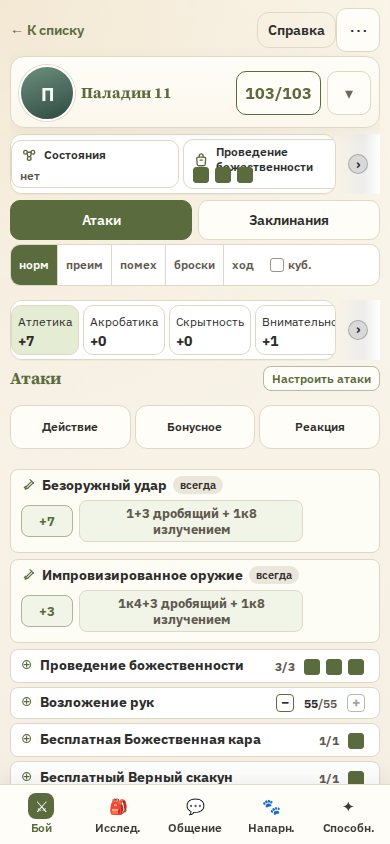 ← К списку
Справка
...
П
Паладин 11
103/103
▼
Состояния
нет
Проведение
божественности
›
Атаки
Заклинания
норм
преим
помех
броски
ход
куб.
Атлетика
+7
Акробатика
+0
Скрытность
+0
Внимательно
+1
›
Атаки
Настроить атаки
Действие
Бонусное
Реакция
Безоружный удар
всегда
+7
1+3 дробящий + 1к8
излучением
Импровизированное оружие
всегда
+3
1к4+3 дробящий + 1к8
излучением
Проведение божественности
3/3
Возложение рук
−
55/55
+
Бесплатная Божественная кара
1/1
Бесплатный Верный скакун
1/1
Бой
Исслед.
Общение
Напарн.
Способн.